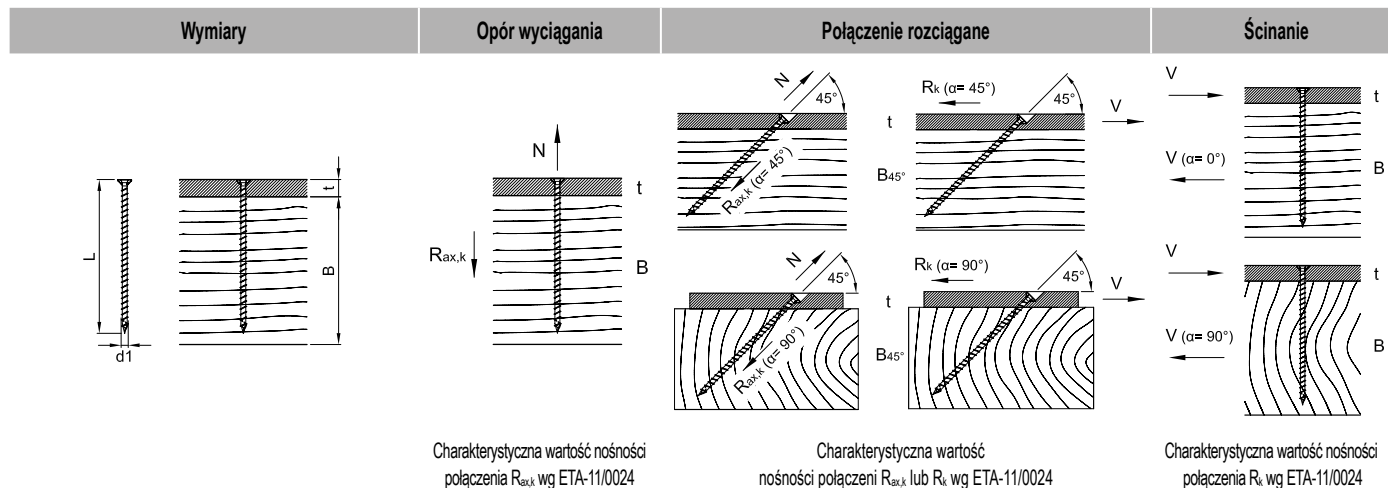 Wymiary
Opór wyciągania
Połączenie rozciągane
Ścinanie
L
d1
t
B
N
Rax,k
t
B
N
45°
Rax,k (α= 45°)
t
B45°
Rk (α= 45°)
45°
V
N
45°
Rax,k (α= 90°)
t
B45°
Rk (α= 90°)
45°
V
V
V (α= 0°)
t
B
V
V (α= 90°)
t
B
Charakterystyczna wartość nośności
połączenia Rax,k wg ETA-11/0024
Charakterystyczna wartość
nośności połączeni Rax,k lub Rk wg ETA-11/0024
Charakterystyczna wartość nośności
połączenia Rk wg ETA-11/0024